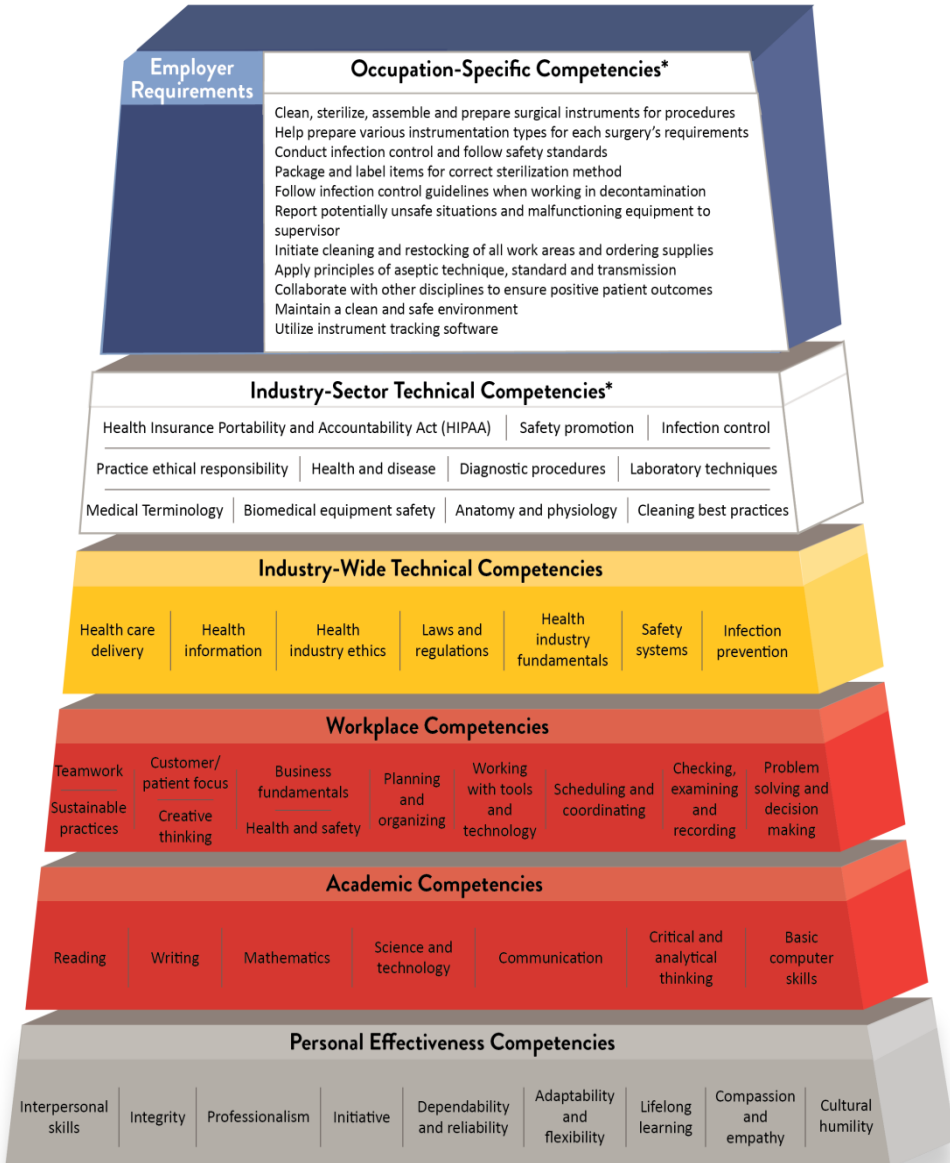 Employer
Requirements
Occupation-Specific Competencies*
Clean, sterilize, assemble and prepare surgical instruments for procedures
Help prepare various instrumentation types for each surgery's requirements
Conduct infection control and follow safety standards
Package and label items for correct sterilization method
Follow infection control guidelines when working in decontamination
Report potentially unsafe situations and malfunctioning equipment to
supervisor
Initiate cleaning and restocking of all work areas and ordering supplies
Apply principles of aseptic technique, standard and transmission
Collaborate with other disciplines to ensure positive patient outcomes
Maintain a clean and safe environment
Utilize instrument tracking software
Industry-Sector Technical Competencies*
Health Insurance Portability and Accountability Act (HIPAA)
Safety promotion
Infection control
Practice ethical responsibility
Health and disease
Diagnostic procedures
Laboratory techniques
Medical Terminology
Biomedical equipment safety
Anatomy and physiology
Cleaning best practices
Industry-Wide Technical Competencies
Health care
delivery
Health
information
Health
industry ethics
Laws and
regulations
Health
industry
fundamentals
Safety
systems
Infection
prevention
Workplace Competencies
Teamwork
Sustainable
practices
Customer/
patient focus
Creative
thinking
Business
fundamentals
Health and safety
Planning
and
organizing
Working
with tools
and
technology
Scheduling and
coordinating
Checking,
examining
and
recording
Problem
solving and
decision
making
Academic Competencies
Reading
Writing
Mathematics
Science and
technology
Communication
Critical and
analytical
thinking
Basic
computer
skills
Personal Effectiveness Competencies
Interpersonal
skills
Integrity
Professionalism
Initiative
Dependability
and reliability
Adaptability
and
flexibility
Lifelong
learning
Compassion
and
empathy
Cultural
humility